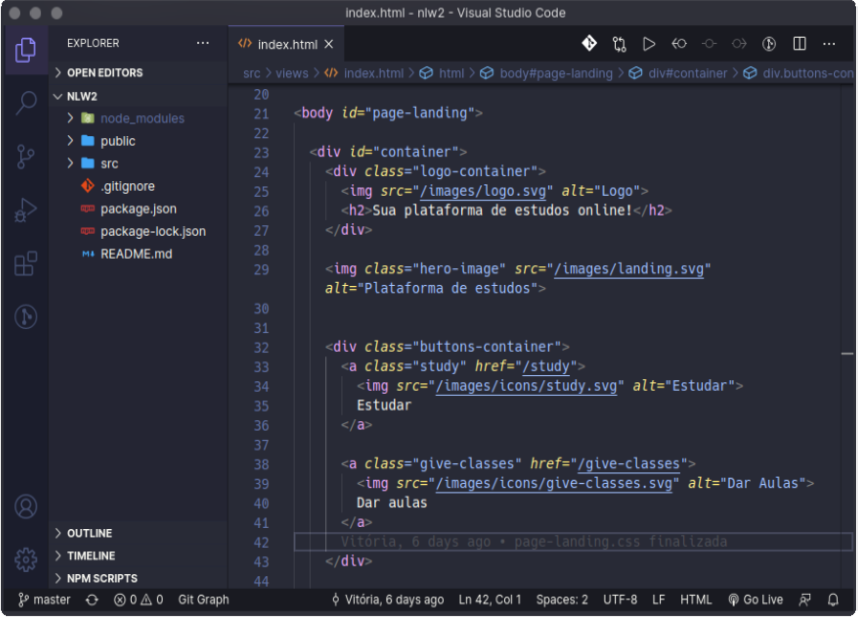 index.html - nlw2 - Visual Studio Code
EXPLORER ···
OPEN EDITORS
NLW2
node_modules
public
src
.gitignore
package.json
package-lock.json
README.md
OUTLINE
TIMELINE
NPM SCRIPTS
index.html
src > views > index.html > html > body#page-landing > div#container > div.buttons-con
20
21 <body id="page-landing">
22
23 <div id="container">
24 <div class="logo-container">
25 <img src="/images/logo.svg" alt="Logo">
26 <h2>Sua plataforma de estudos online!</h2>
27 </div>
28
29 <img class="hero-image" src="/images/landing.svg"
alt="Plataforma de estudos">
30
31
32 <div class="buttons-container">
33 <a class="study" href="/study">
34 <img src="/images/icons/study.svg" alt="Estudar">
35 Estudar
36 </a>
37
38 <a class="give-classes" href="/give-classes">
39 <img src="/images/icons/give-classes.svg" alt="Dar Aulas">
40 Dar aulas
41 </a>
42 Vitória, 6 days ago • page-landing.css finalizada
43 </div>
44
master 0 0 Git Graph Vitória, 6 days ago Ln 42, Col 1 Spaces: 2 UTF-8 LF HTML Go Live